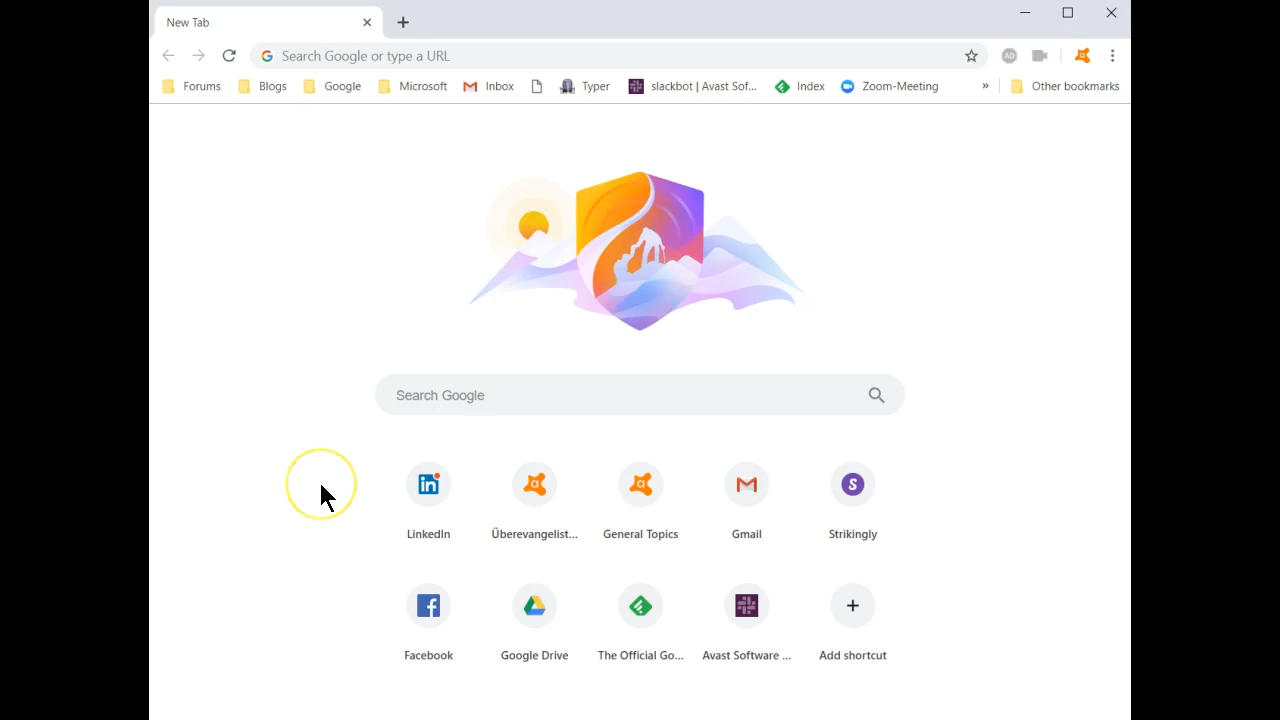 New Tab
Search Google or type a URL
AD
Forums Blogs Google Microsoft Inbox Typer slackbot | Avast Sof... Index Zoom-Meeting » Other bookmarks
Search Google
LinkedIn Überevangelist... General Topics Gmail Strikingly
Facebook Google Drive The Official Go... Avast Software ... Add shortcut